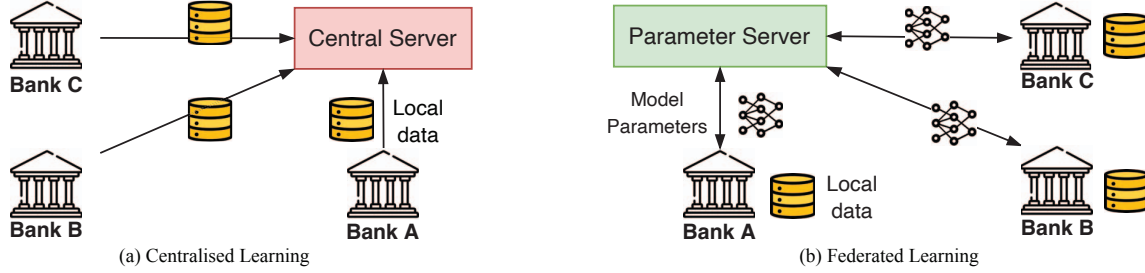 Central Server
Bank C
Local
data
Bank B
Bank A
(a) Centralised Learning
Parameter Server
Bank C
Model
Parameters
Local
data
Bank A
Bank B
(b) Federated Learning